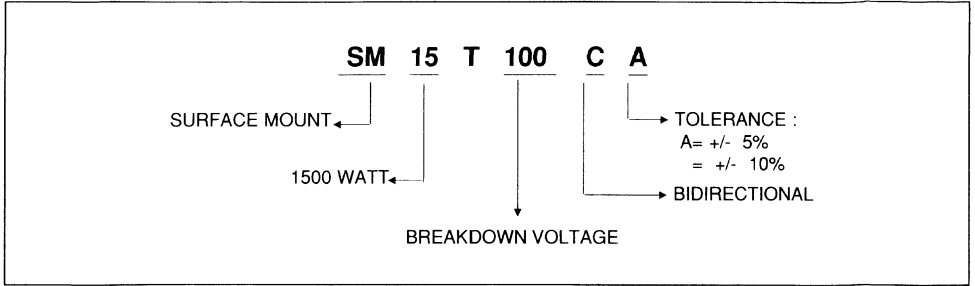 SM 15 T 100 C A
SURFACE MOUNT
TOLERANCE :
A= +/- 5%
= +/- 10%
1500 WATT
BIDIRECTIONAL
BREAKDOWN VOLTAGE